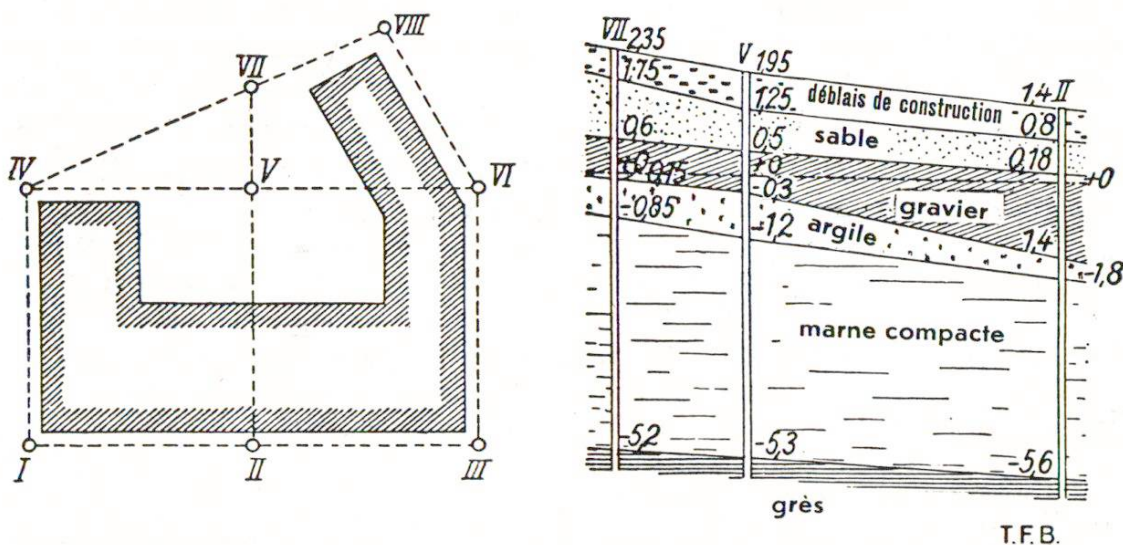 VIII
VII
IV
V
VI
I
II
III
VII 2,35
V 1,95
1,75
1,4 II
déblais de construction
1,25
-0,8
sable
0,6
0,5
0,18
+0
+0
-0,3
gravier
-0,85
argile
-1,2
1,4
-1,8
marne compacte
-5,2
-5,3
-5,6
grès
T.F.B.